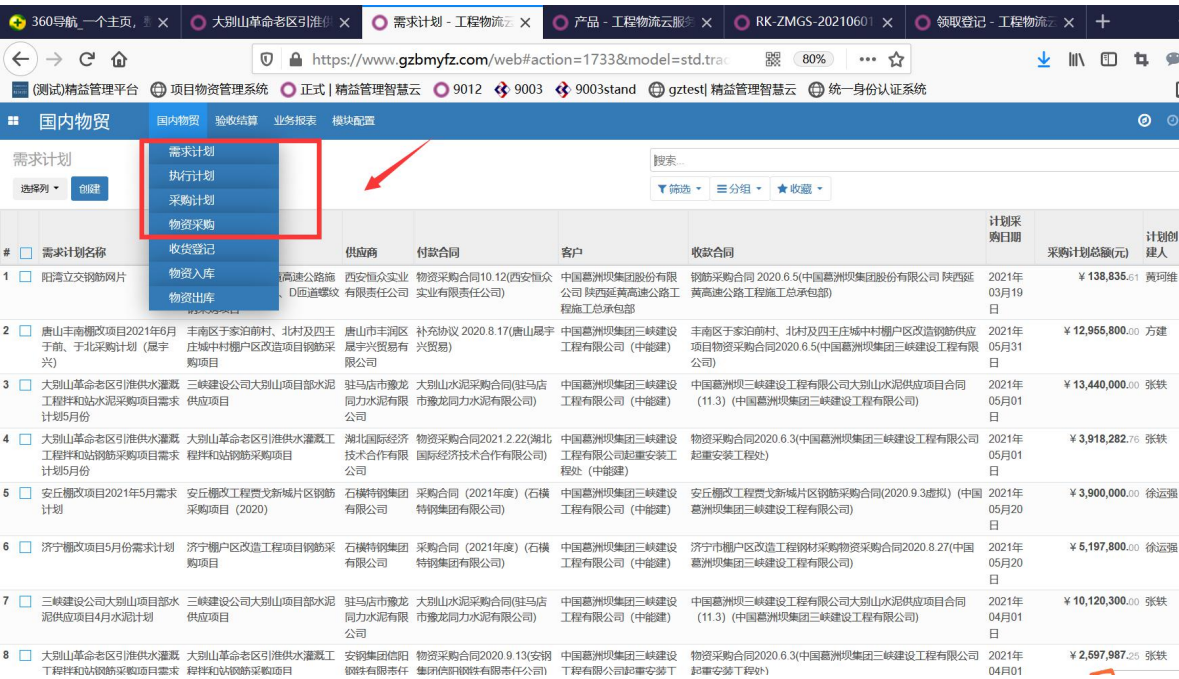 360导航_一个主页,
大别山革命老区引淮供
需求计划 - 工程物流云
产品 - 工程物流云服务
RK-ZMGS-20210601
领取登记 - 工程物流云
https://www.gzbmyfz.com/web#action=1733&model=std.trac
80%
(测试)精益管理平台 项目物资管理系统 正式 | 精益管理智慧云 9012 9003 9003stand gztest| 精益管理智慧云 统一身份认证系统
国内物贸 国内物贸 验收结算 业务报表 模块配置
需求计划
执行计划
采购计划
物资采购
收货登记
物资入库
物资出库
需求计划
搜索...
选择列 创建
筛选 分组 收藏
# 需求计划名称 供应商 付款合同 客户 收款合同 计划采
购日期 采购计划总额(元) 计划创
建人
1 阳湾立交钢筋网片 高速公路施 西安恒众实业 物资采购合同10.12(西安恒众 中国葛洲坝集团股份有限 钢筋采购合同 2020.6.5(中国葛洲坝集团股份有限公司 陕西延 2021年 ¥ 138,835.61 黄珂维
、D匝道螺纹 有限责任公司 实业有限责任公司) 公司 陕西延黄高速公路工 黄高速公路工程施工总承包部) 03月19
程施工总承包部 日
2 唐山丰南棚改项目2021年6月 丰南区于家泊前村、北村及四王 唐山市丰润区 补充协议 2020.8.17(唐山晟宇 中国葛洲坝集团三峡建设 丰南区于家泊前村、北村及四王庄城中村棚户区改造钢筋供应 2021年 ¥ 12,955,800.00 方建
于前、于北采购计划（晟宇 庄城中村棚户区改造项目钢筋采 晟宇兴贸易有 兴贸易) 工程有限公司（中能建） 项目物资采购合同2020.6.5(中国葛洲坝集团三峡建设工程有限 05月31
兴） 购项目 限公司 公司) 日
3 大别山革命老区引淮供水灌溉 三峡建设公司大别山项目部水泥 驻马店市豫龙 大别山水泥采购合同(驻马店 中国葛洲坝集团三峡建设 中国葛洲坝三峡建设工程有限公司大别山水泥供应项目合同 2021年 ¥ 13,440,000.00 张轶
工程拌和站水泥采购项目需求 供应项目 同力水泥有限 市豫龙同力水泥有限公司) 工程有限公司（中能建） （11.3）(中国葛洲坝集团三峡建设工程有限公司) 05月01
计划5月份 公司 日
4 大别山革命老区引淮供水灌溉 大别山革命老区引淮供水灌溉工 湖北国际经济 物资采购合同2021.2.22(湖北 中国葛洲坝集团三峡建设 物资采购合同2020.6.3(中国葛洲坝集团三峡建设工程有限公司 2021年 ¥ 3,918,282.76 张轶
工程拌和站钢筋采购项目需求 程拌和站钢筋采购项目 技术合作有限 国际经济技术合作有限公司) 工程有限公司起重安装工 起重安装工程处) 05月01
计划5月份 公司 程处（中能建） 日
5 安丘棚改项目2021年5月需求 安丘棚改工程贾戈新城片区钢筋 石横特钢集团 采购合同（2021年度）(石横 中国葛洲坝集团三峡建设 安丘棚改工程贾戈新城片区钢筋采购合同(2020.9.3虚拟）(中国 2021年 ¥ 3,900,000.00 徐运强
计划 采购项目（2020） 有限公司 特钢集团有限公司) 工程有限公司（中能建） 葛洲坝集团三峡建设工程有限公司) 05月20
日
6 济宁棚改项目5月份需求计划 济宁棚户区改造工程项目钢筋采 石横特钢集团 采购合同（2021年度）(石横 中国葛洲坝集团三峡建设 济宁市棚户区改造工程钢材采购物资采购合同2020.8.27(中国 2021年 ¥ 5,197,800.00 徐运强
购项目 有限公司 特钢集团有限公司) 工程有限公司（中能建） 葛洲坝集团三峡建设工程有限公司) 05月20
日
7 三峡建设公司大别山项目部水 三峡建设公司大别山项目部水泥 驻马店市豫龙 大别山水泥采购合同(驻马店 中国葛洲坝集团三峡建设 中国葛洲坝三峡建设工程有限公司大别山水泥供应项目合同 2021年 ¥ 10,120,300.00 张轶
泥供应项目4月水泥计划 供应项目 同力水泥有限 市豫龙同力水泥有限公司) 工程有限公司（中能建） （11.3）(中国葛洲坝集团三峡建设工程有限公司) 04月01
公司 日
8 大别山革命老区引淮供水灌溉 大别山革命老区引淮供水灌溉工 安钢集团信阳 物资采购合同2020.9.13(安钢 中国葛洲坝集团三峡建设 物资采购合同2020.6.3(中国葛洲坝集团三峡建设工程有限公司 2021年 ¥ 2,597,987.25 张轶
工程拌和站钢筋采购项目需求 程拌和站钢筋采购项目 钢铁有限责任 集团信阳钢铁有限责任公司) 工程有限公司起重安装工 起重安装工程处) 04月01